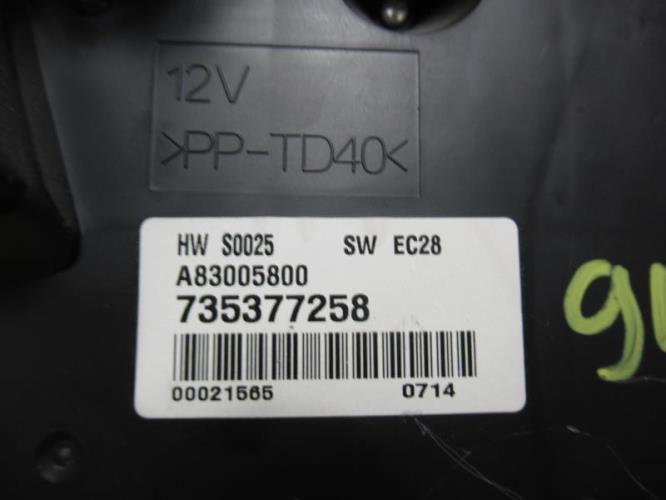 12V
>PP-TD40<
HW S0025 SW EC28
A83005800
735377258
00021565 0714